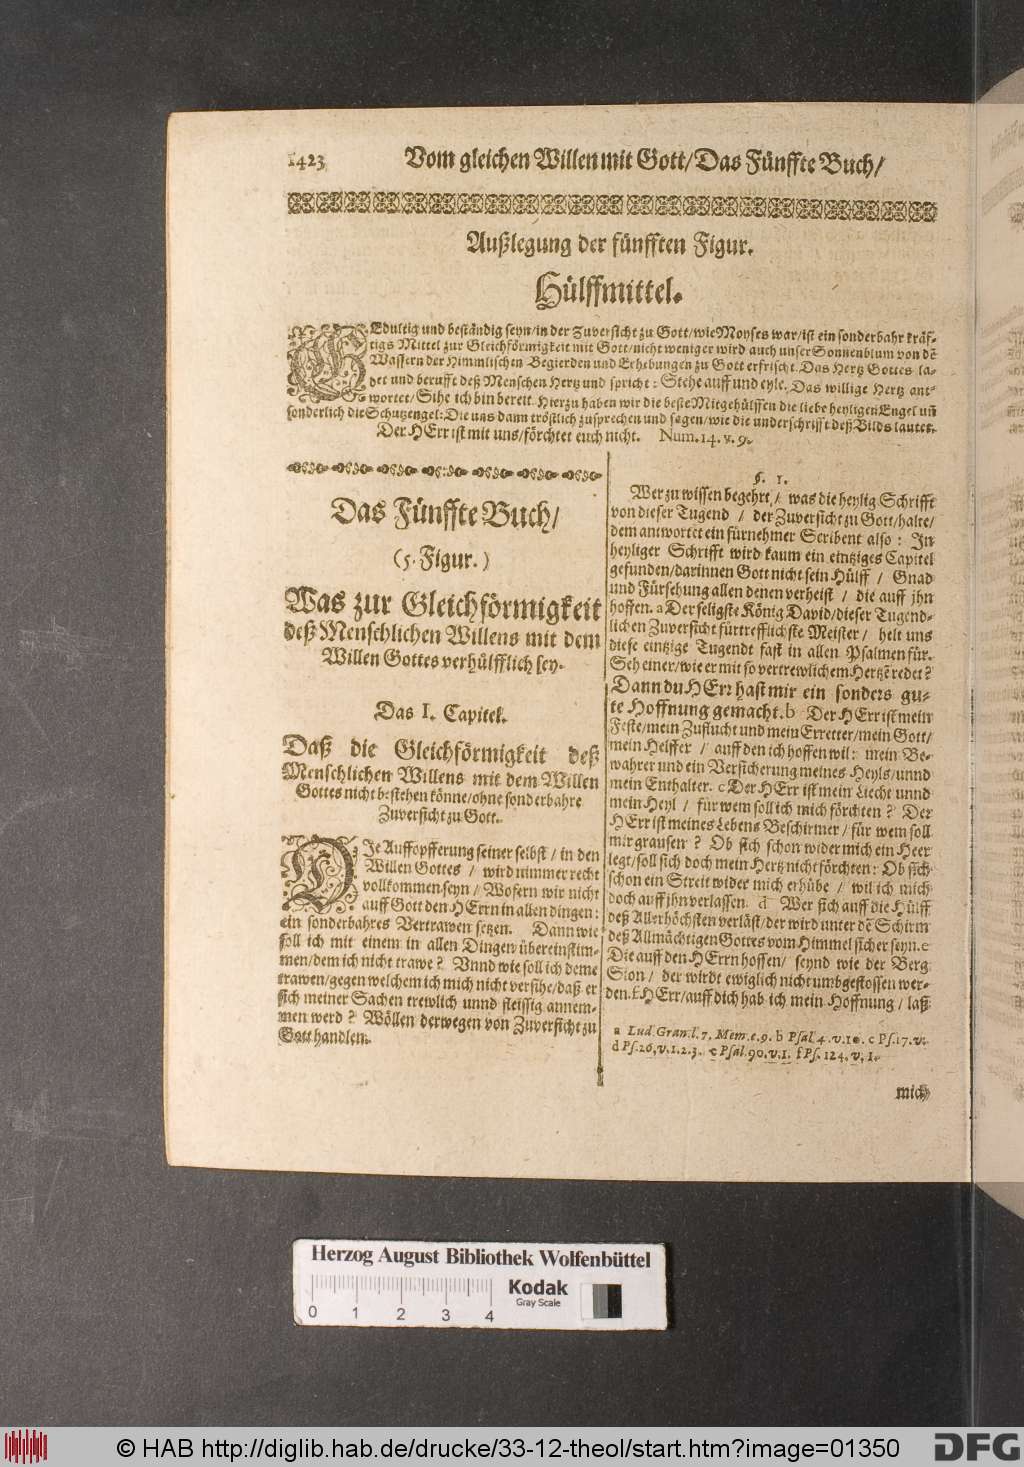 1423
Vom gleichen Willen mit Gott/ Das Fünffte Buch/
Außlegung der fünfften Figur.
Hülffmittel.
GEdultig und beständig seyn/ in der Zuversicht zu Gott/ wie Moyses war/ ist ein sonderbahr kräf-
tigs Mittel zur Gleichförmigkeit mit Gott/ nicht weniger wird auch unser Sonnenblum von dẽ
Wassern der Himmlischen Begierden und Erhebungen zu Gott erfrischt. Das Hertz Gottes la-
det und berufft deß Menschen Hertz und spricht: Stehe auff und eyle. Das willige Hertz ant-
wortet/ Sihe ich bin bereit. Hierzu haben wir die beste Mitgehülffen die liebe heyligen Engel uñ
sonderlich die Schutzengel: Die uns dann tröstlich zusprechen und sagen/ wie die underschrifft deß Bilds lautet.
Der HErr ist mit uns/ förchtet euch nicht. Num. 14. v. 9.
Das Fünffte Buch/
(5. Figur.)
Was zur Gleichförmigkeit
deß Menschlichen Willens mit dem
Willen Gottes verhülfflich sey.
Das I. Capitel.
Daß die Gleichförmigkeit deß
Menschlichen Willens mit dem Willen
Gottes nicht bestehen könne/ ohne sonderbahre
Zuversicht zu Gott.
DIe Auffopfferung seiner selbst/ in den
Willen Gottes/ wird nimmer recht
vollkommen seyn/ Wofern wir nicht
auff Gott den HErrn in allen dingen:
ein sonderbahres Vertrawen setzen. Dann wie
soll ich mit einem in allen Dingen übereinstim-
men/ dem ich nicht trawe? Unnd wie soll ich deme
trawen/ gegen welchem ich mich nicht versihe/ daß er
sich meiner Sachen trewlich unnd fleissig annem-
men werd? Wöllen derwegen von Zuversicht zu
Gott handlen.
§. 1.
Wer zu wissen begehrt/ was die heylig Schrifft
von dieser Tugend/ der Zuversicht zu Gott/ halte/
dem antwortet ein fürnehmer Scribent also: In
heyliger Schrifft wird kaum ein eintziges Capitel
gefunden/ darinnen Gott nicht sein Hülff/ Gnad
und Fürsehung allen denen verheist/ die auff jhn
hoffen. a Der seligste König David/ dieser Tugend-
lichen Zuversicht fürtrefflichste Meister/ helt uns
diese eintzige Tugendt fast in allen Psalmen für.
Seh einer/ wie er mit so vertrewlichem Hertzẽ redet?
Dann du HErr hast mir ein sonders gu-
te Hoffnung gemacht. b Der HErr ist mein
Feste/ mein Zuflucht und mein Erretter/ mein Gott/
mein Helffer/ auff den ich hoffen wil: mein Be-
wahrer und ein Versicherung meines Heyls/ unnd
mein Enthalter. c Der HErr ist mein Liecht unnd
mein Heyl/ für wem soll ich mich förchten? Der
HErr ist meines Lebens Beschirmer/ für wem soll
mir grausen? Ob sich schon wider mich ein Heer
legt/ soll sich doch mein Hertz nicht förchten: Ob sich
schon ein Streit wider mich erhübe/ wil ich mich
doch auff jhn verlassen. d Wer sich auff die Hülff
deß Allerhöchsten verläst/ der wird unter dẽ Schirm
deß Allmächtigen Gottes vom Himmel sicher seyn. e
Die auff den HErrn hoffen/ seynd wie der Berg
Sion/ der wirdt ewiglich nicht umbgestossen wer-
den. f HErr/ auff dich hab ich mein Hoffnung/ laß
a Lud. Gran. l. 7. Mem. c. 9. b Psal. 4. v. 10. c Ps. 17. v.
d Ps. 26. v. 1. 2. 3. e Psal. 90. v. 1. f Ps. 124. v. 1.
mich
Herzog August Bibliothek Wolfenbüttel
Kodak
Gray Scale
0 1 2 3 4
© HAB http://diglib.hab.de/drucke/33-12-theol/start.htm?image=01350
DFG